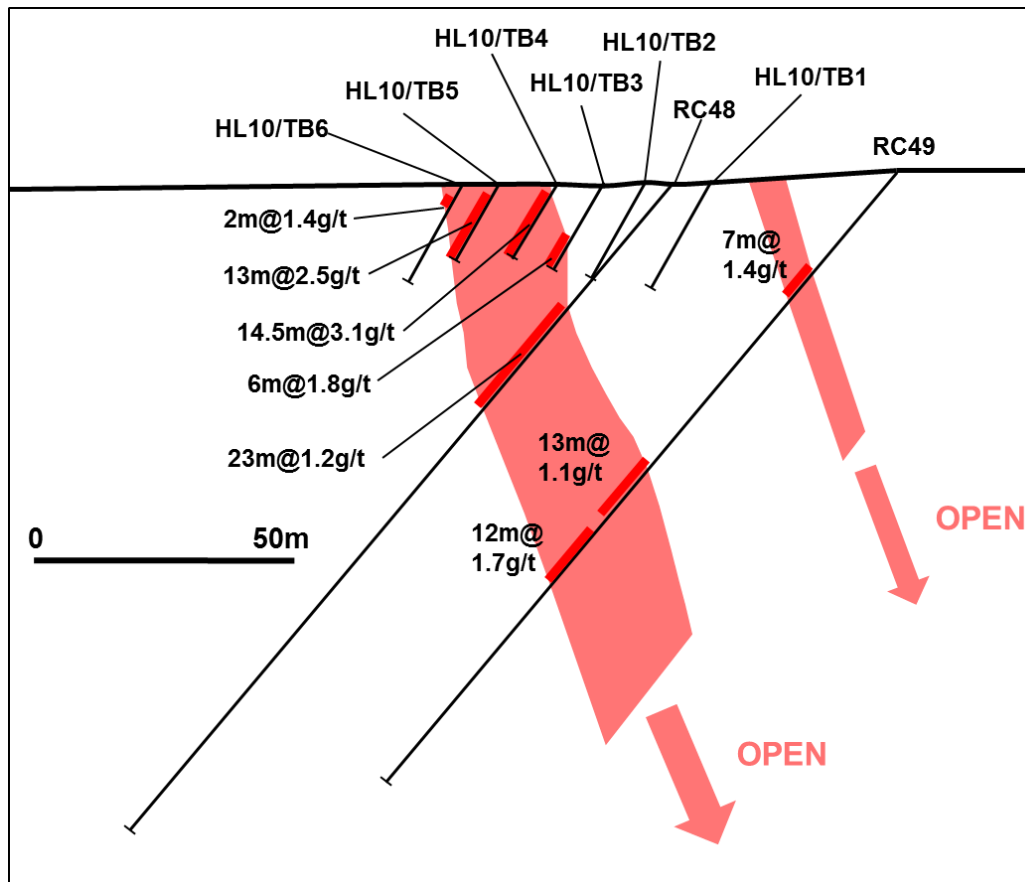 HL10/TB4
HL10/TB2
HL10/TB5
HL10/TB3
HL10/TB1
HL10/TB6
RC48
RC49
2m@1.4g/t
7m@
1.4g/t
13m@2.5g/t
14.5m@3.1g/t
6m@1.8g/t
23m@1.2g/t
13m@
1.1g/t
OPEN
0
50m
12m@
1.7g/t
OPEN